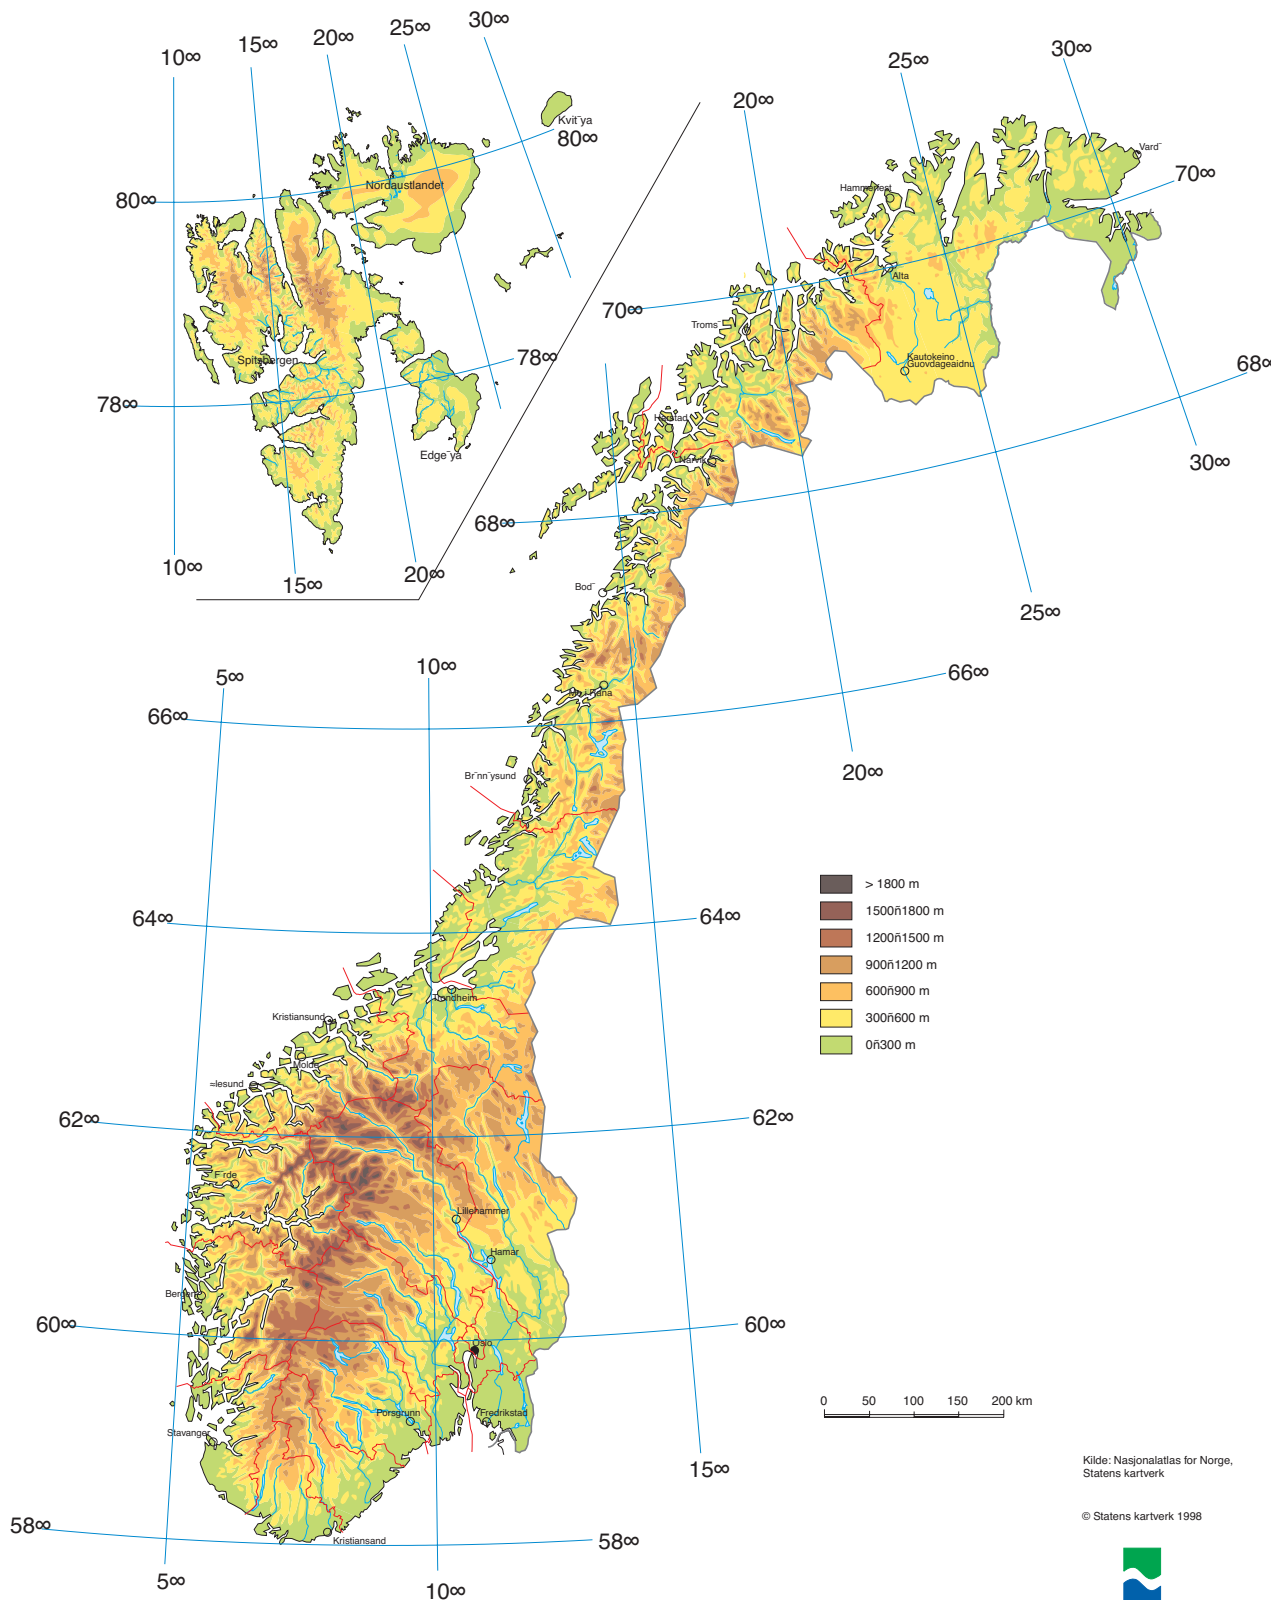 10∞
15∞
20∞
25∞
30∞
Kvit¨ya
80∞
Nordaustlandet
80∞
Spitsbergen
78∞
78∞
Edge¨ya
10∞
15∞
20∞
20∞
25∞
30∞
Vard¨
70∞
Hammerfest
Alta
70∞
Troms
Kautokeino
Guovdageaidnu
68∞
Harstad
Narvik
30∞
68∞
Bod¨
25∞
5∞
10∞
66∞
Mo i Rana
66∞
Br¨nn¨ysund
20∞
> 1800 m
1500ñ1800 m
1200ñ1500 m
900ñ1200 m
600ñ900 m
300ñ600 m
0ñ300 m
64∞
64∞
Trondheim
Kristiansund
Molde
≈lesund
62∞
62∞
F¨rde
Lillehammer
Hamar
Bergen
60∞
60∞
Oslo
Porsgrunn
Fredrikstad
Stavanger
0 50 100 150 200 km
15∞
Kilde: Nasjonalatlas for Norge,
Statens kartverk
58∞
Kristiansand
58∞
© Statens kartverk 1998
5∞
10∞